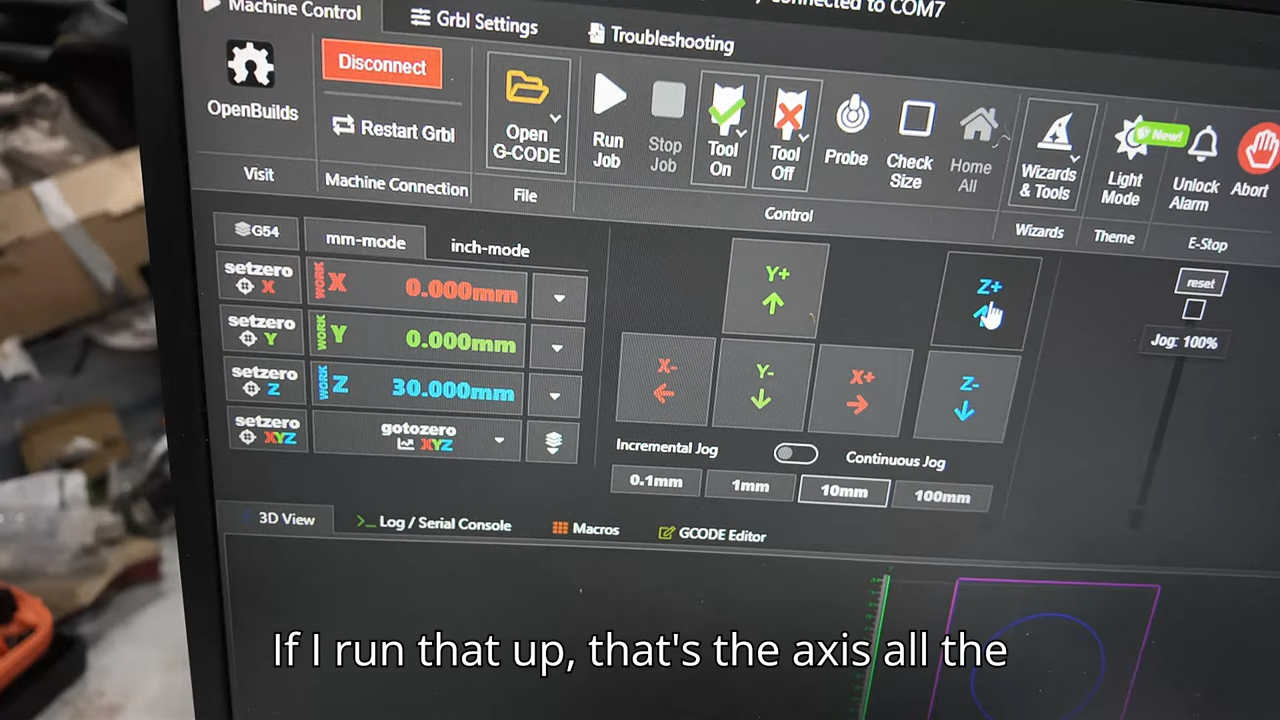 connected to COM7
Machine Control
Grbl Settings
Troubleshooting
OpenBuilds
Visit
Disconnect
Restart Grbl
Machine Connection
Open
G-CODE
File
Run
Job
Stop
Job
Tool
On
Tool
Off
Probe
Check
Size
Home
All
Control
Wizards
& Tools
Wizards
Light
Mode
New!
Theme
Unlock
Alarm
Abort
E-Stop
G54
mm-mode
inch-mode
setzero
X
WORK
X
0.000mm
setzero
Y
WORK
Y
0.000mm
setzero
Z
WORK
Z
30.000mm
setzero
XYZ
gotozero
XYZ
Y+
Z+
X-
Y-
X+
Z-
reset
Jog: 100%
Incremental Jog
Continuous Jog
0.1mm
1mm
10mm
100mm
3D View
Log / Serial Console
Macros
GCODE Editor
If I run that up, that's the axis all the